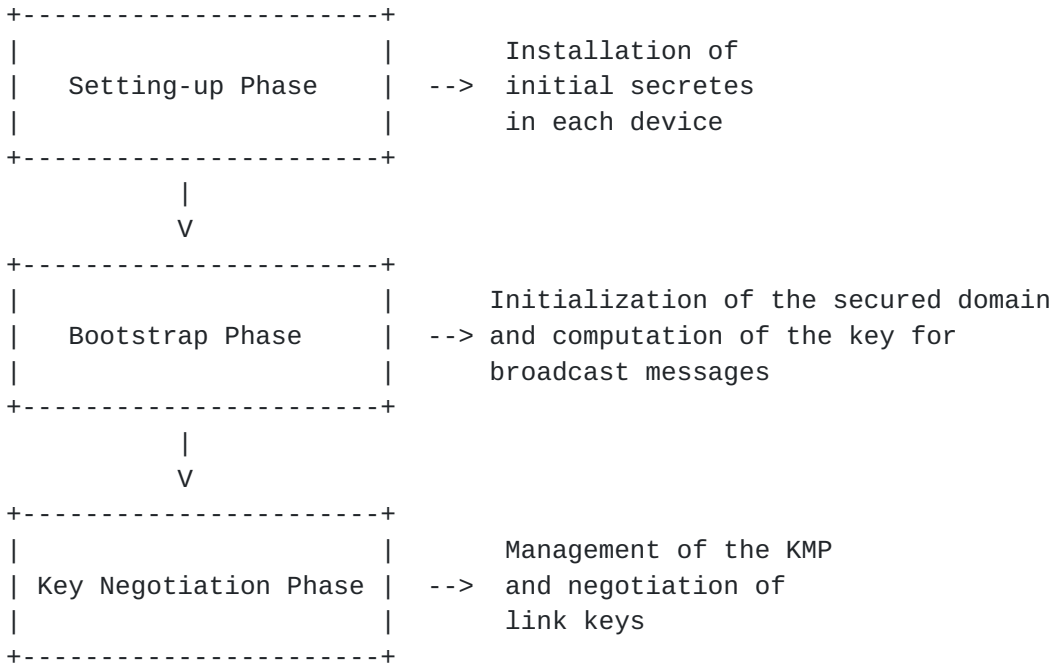 +-----------------------+
|                       |       Installation of
|   Setting-up Phase    |  -->  initial secretes
|                       |       in each device
+-----------------------+
           |
           V
+-----------------------+
|                       |      Initialization of the secured domain
|   Bootstrap Phase     |  --> and computation of the key for
|                       |      broadcast messages
+-----------------------+
           |
           V
+-----------------------+
|                       |       Management of the KMP
| Key Negotiation Phase |  -->  and negotiation of
|                       |       link keys
+-----------------------+